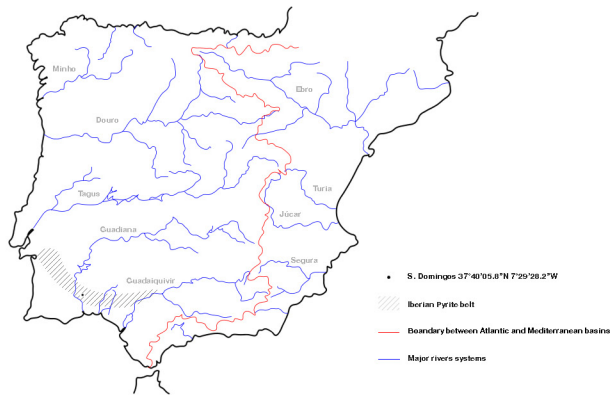 Minho
Ebro
Douro
Tagus
Turia
Júcar
Guadiana
Segura
Guadalquivir
S. Domingos 37°40'05.8"N 7°29'28.2"W
Iberian Pyrite belt
Boandary between Atlantic and Mediterranean basins
Major rivers systems